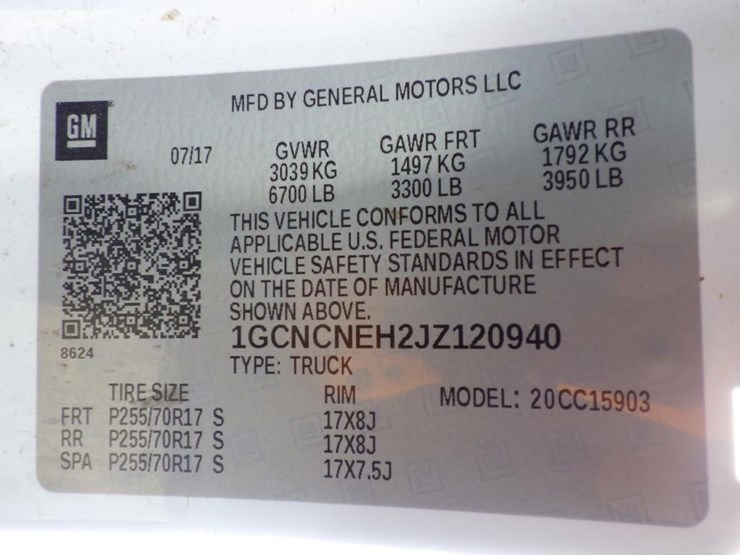 MFD BY GENERAL MOTORS LLC
GM
07/17 GVWR GAWR FRT GAWR RR
3039 KG 1497 KG 1792 KG
6700 LB 3300 LB 3950 LB
THIS VEHICLE CONFORMS TO ALL
APPLICABLE U.S. FEDERAL MOTOR
VEHICLE SAFETY STANDARDS IN EFFECT
ON THE DATE OF MANUFACTURE
SHOWN ABOVE.
1GCNCNEH2JZ120940
8624
TYPE: TRUCK
TIRE SIZE RIM MODEL: 20CC15903
FRT P255/70R17 S 17X8J
RR P255/70R17 S 17X8J
SPA P255/70R17 S 17X7.5J